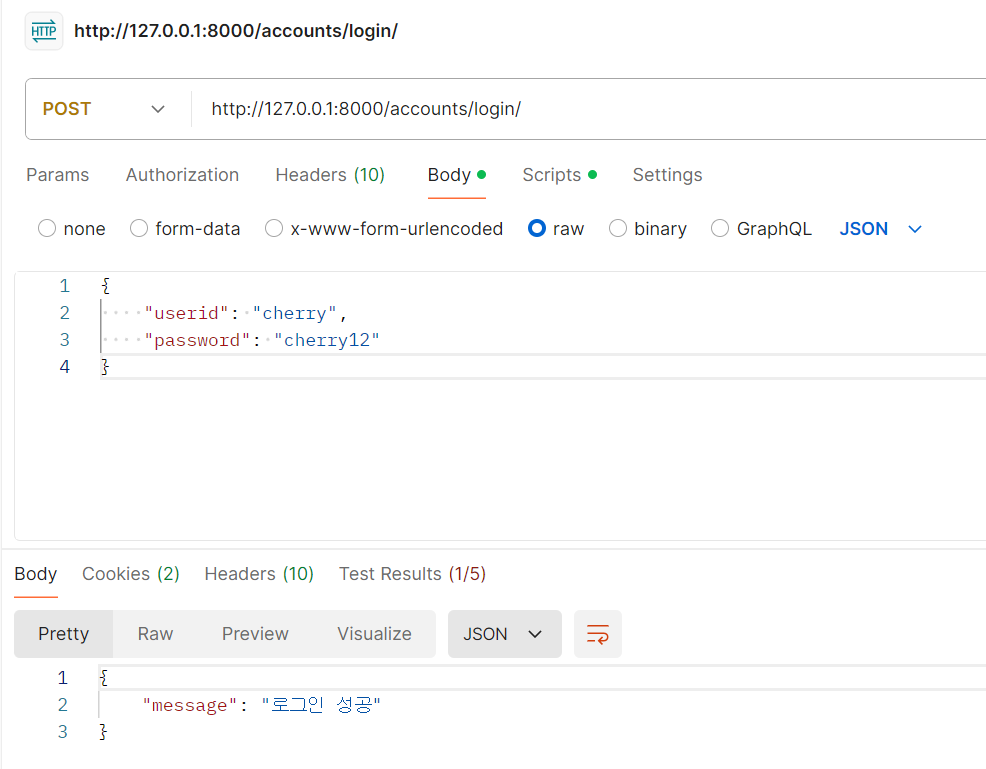 HTTP http://127.0.0.1:8000/accounts/login/
POST http://127.0.0.1:8000/accounts/login/
Params Authorization Headers (10) Body Scripts Settings
none form-data x-www-form-urlencoded raw binary GraphQL JSON
1 {
2 ····"userid":·"cherry",
3 ····"password":·"cherry12"
4 }
Body Cookies (2) Headers (10) Test Results (1/5)
Pretty Raw Preview Visualize JSON
1 {
2 "message": "로그인 성공"
3 }